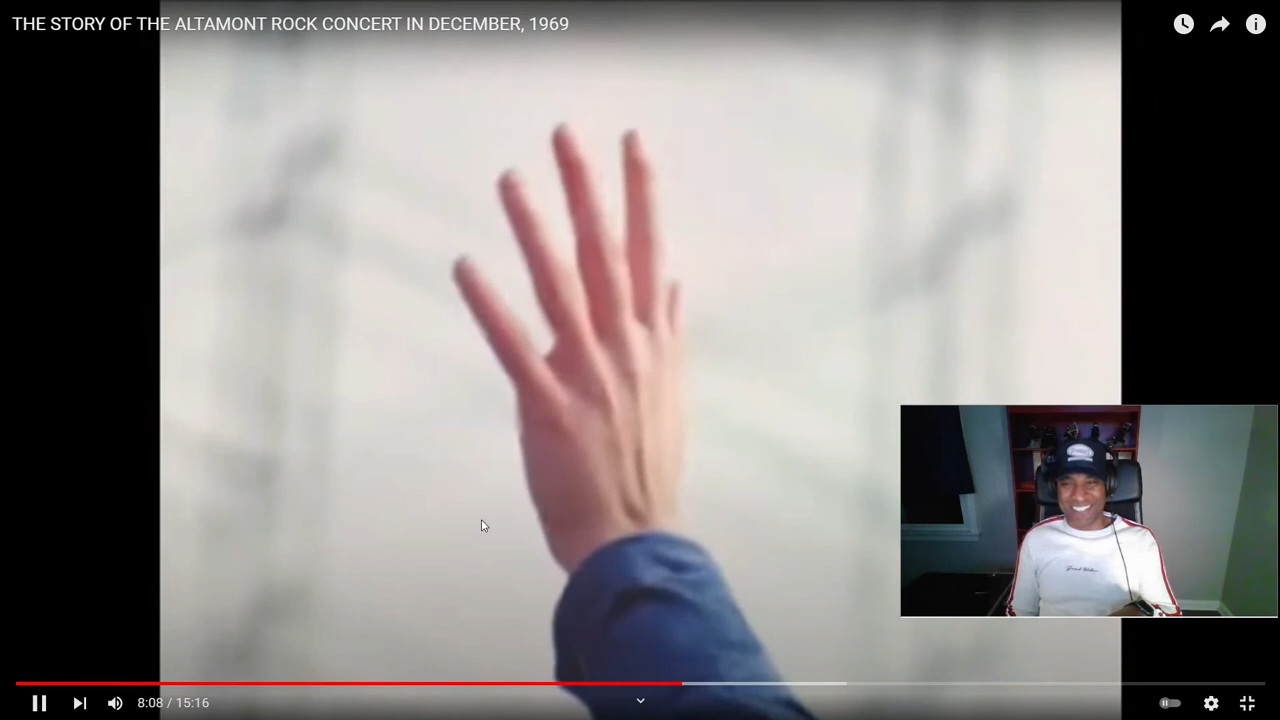 THE STORY OF THE ALTAMONT ROCK CONCERT IN DECEMBER, 1969
8:08 / 15:16